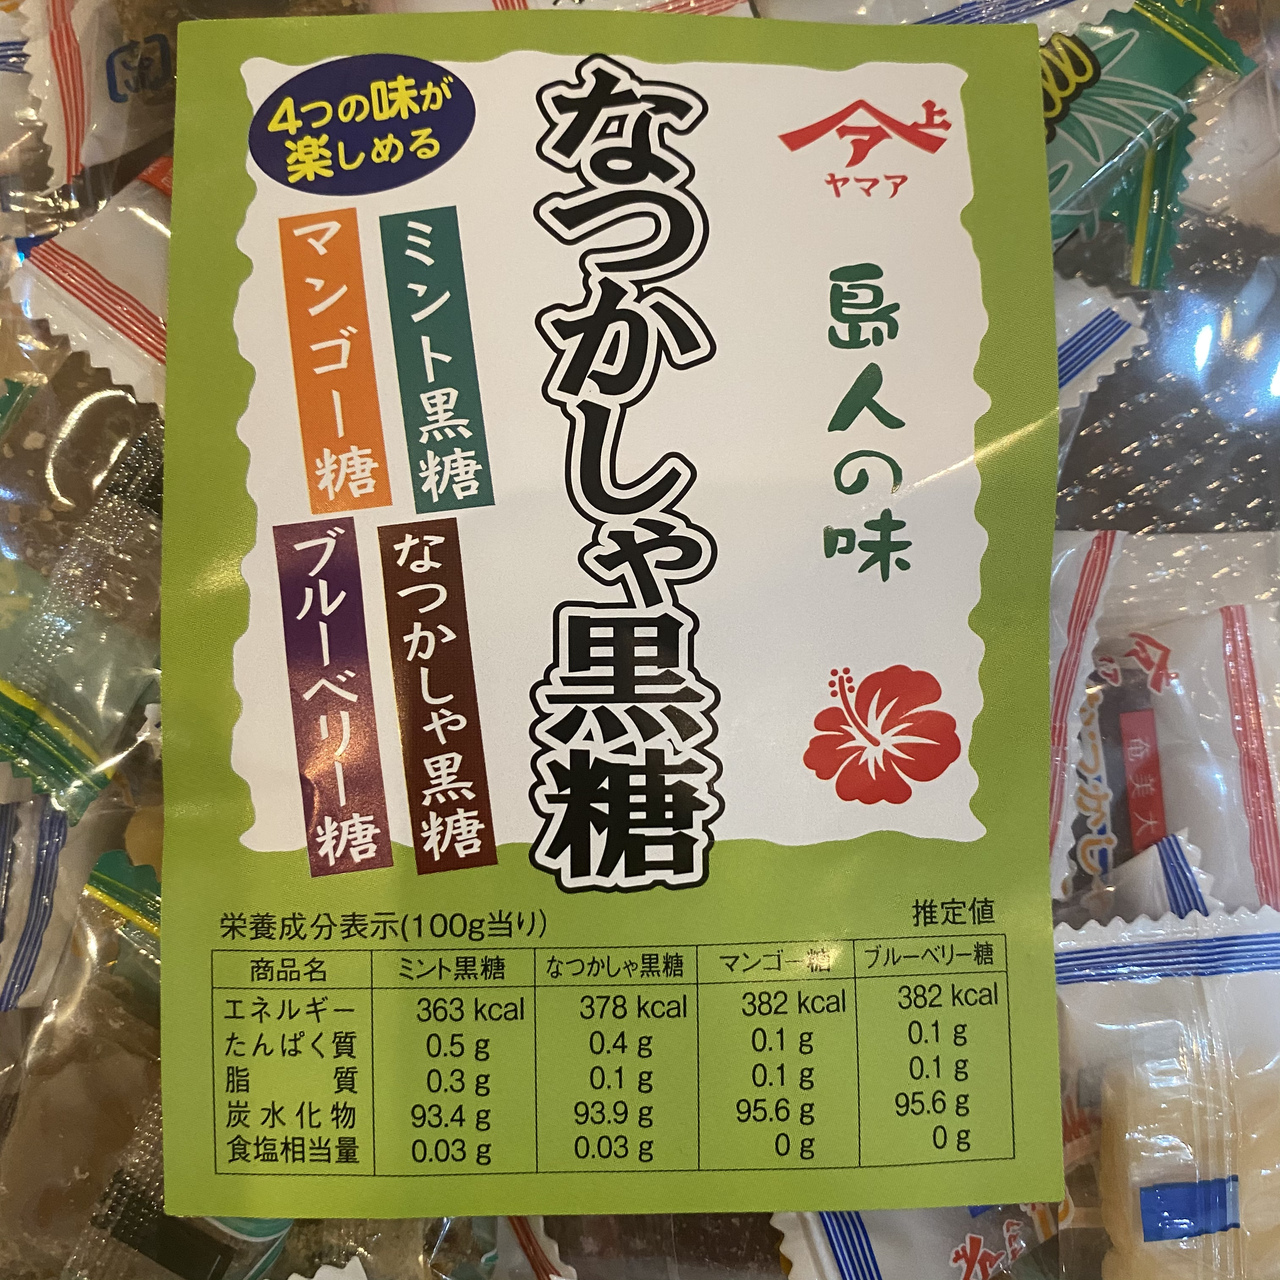 4つの味が
楽しめる
なつかしゃ黒糖
上
ア
ヤマア
島人の味
ミント黒糖
マンゴー糖
なつかしゃ黒糖
ブルーベリー糖
栄養成分表示(100g当り)
推定値
商品名 ミント黒糖 なつかしゃ黒糖 マンゴー糖 ブルーベリー糖
エネルギー 363 kcal 378 kcal 382 kcal 382 kcal
たんぱく質 0.5 g 0.4 g 0.1 g 0.1 g
脂質 0.3 g 0.1 g 0.1 g 0.1 g
炭水化物 93.4 g 93.9 g 95.6 g 95.6 g
食塩相当量 0.03 g 0.03 g 0 g 0 g
奄美大